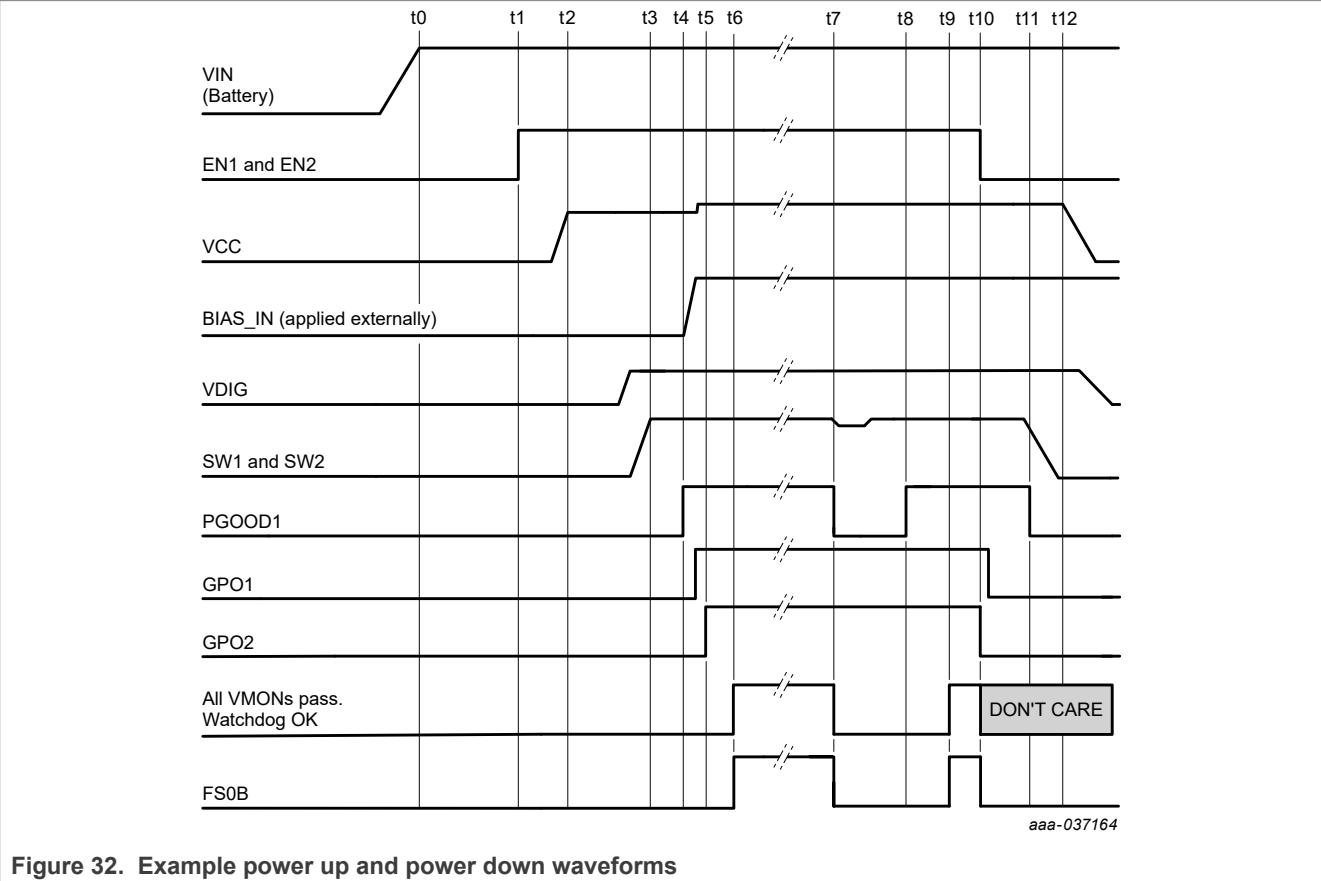 t0 t1 t2 t3 t4 t5 t6 t7 t8 t9 t10 t11 t12
VIN
(Battery)
EN1 and EN2
VCC
BIAS_IN (applied externally)
VDIG
SW1 and SW2
PGOOD1
GPO1
GPO2
All VMONs pass.
Watchdog OK
DON'T CARE
FS0B
aaa-037164
Figure 32. Example power up and power down waveforms